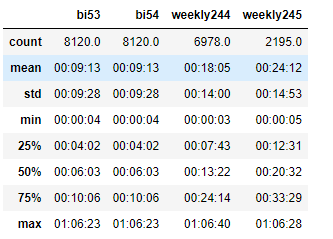 bi53 bi54 weekly244 weekly245
count 8120.0 8120.0 6978.0 2195.0
mean 00:09:13 00:09:13 00:18:05 00:24:12
std 00:09:28 00:09:28 00:14:00 00:14:53
min 00:00:04 00:00:04 00:00:03 00:00:05
25% 00:04:02 00:04:02 00:07:43 00:12:31
50% 00:06:03 00:06:03 00:13:22 00:20:32
75% 00:10:06 00:10:06 00:24:14 00:33:29
max 01:06:23 01:06:23 01:06:40 01:06:28